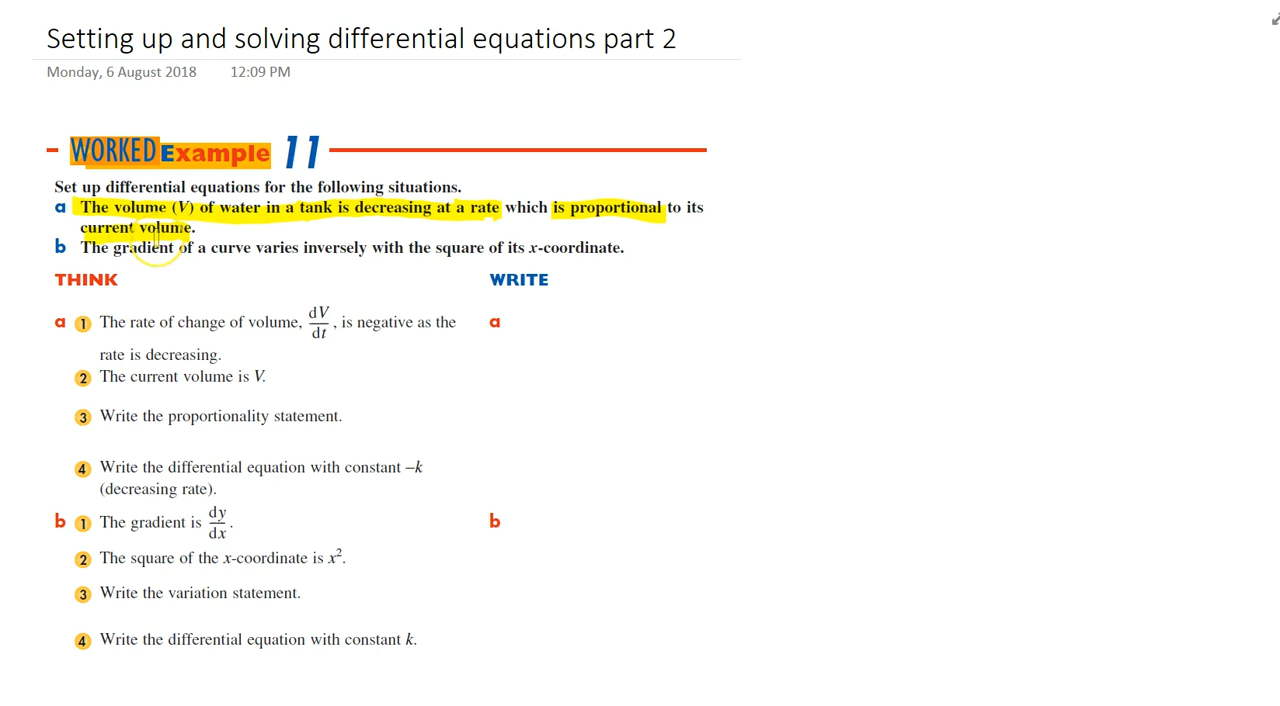 Setting up and solving differential equations part 2
Monday, 6 August 2018 12:09 PM
WORKED Example 11
Set up differential equations for the following situations.
a The volume (V) of water in a tank is decreasing at a rate which is proportional to its
current volume.
b The gradient of a curve varies inversely with the square of its x-coordinate.
THINK WRITE
a 1 The rate of change of volume, dV/dt, is negative as the a
rate is decreasing.
2 The current volume is V.
3 Write the proportionality statement.
4 Write the differential equation with constant –k
(decreasing rate).
b 1 The gradient is dy/dx. b
2 The square of the x-coordinate is x².
3 Write the variation statement.
4 Write the differential equation with constant k.